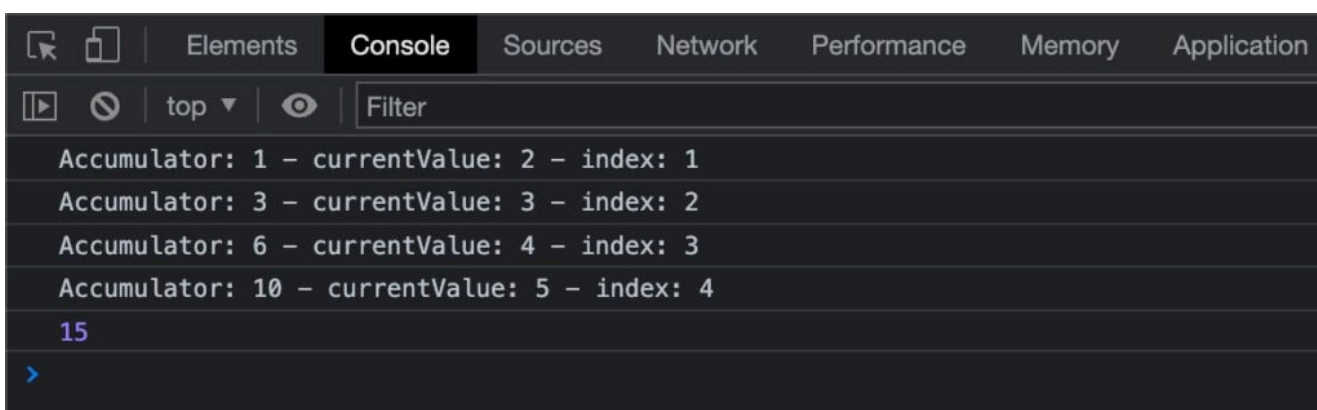 Elements Console Sources Network Performance Memory Application
top Filter
Accumulator: 1 – currentValue: 2 – index: 1
Accumulator: 3 – currentValue: 3 – index: 2
Accumulator: 6 – currentValue: 4 – index: 3
Accumulator: 10 – currentValue: 5 – index: 4
15